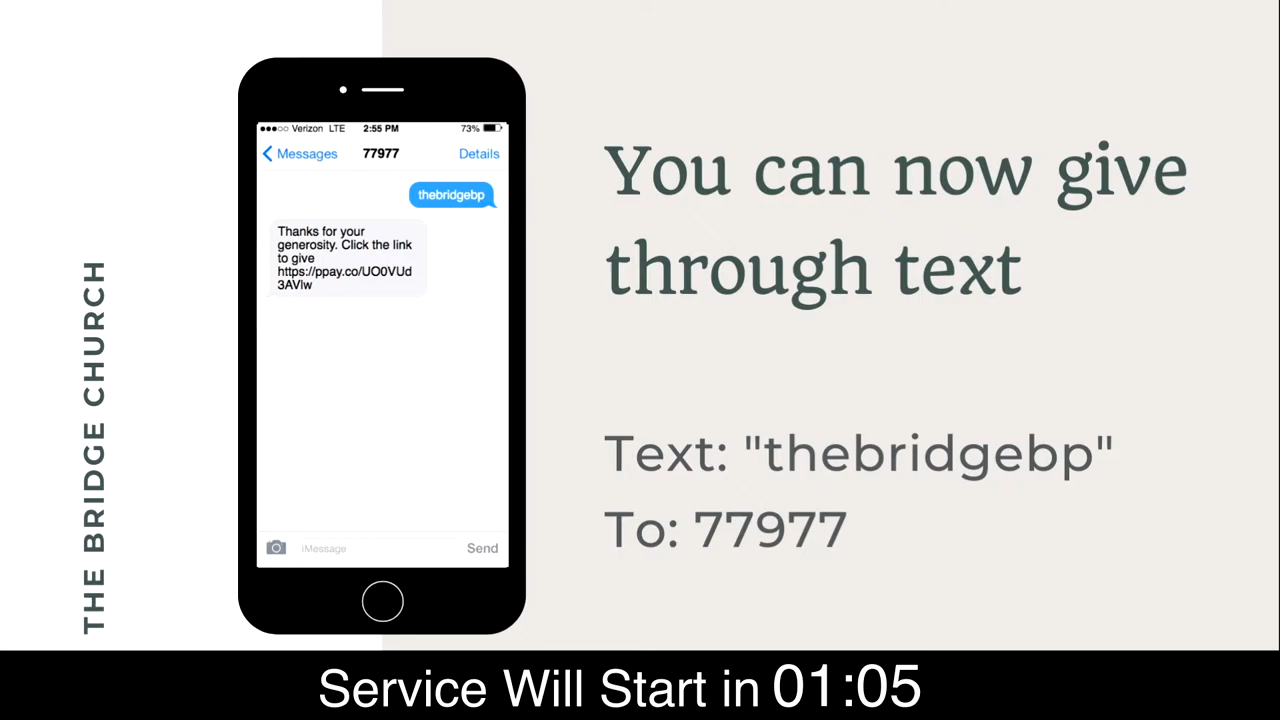 THE BRIDGE CHURCH
Verizon LTE 2:55 PM 73%
Messages 77977 Details
thebridgebp
Thanks for your
generosity. Click the link
to give
https://ppay.co/UO0VUd
3AVlw
iMessage Send
You can now give
through text
Text: "thebridgebp"
To: 77977
Service Will Start in 01:05